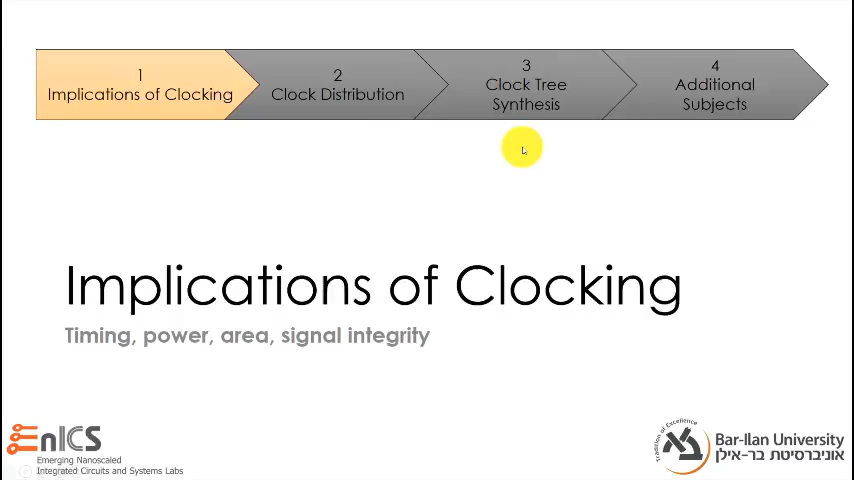 1
Implications of Clocking
2
Clock Distribution
3
Clock Tree
Synthesis
4
Additional
Subjects
Implications of Clocking
Timing, power, area, signal integrity
EnICS
Emerging Nanoscaled
Integrated Circuits and Systems Labs
Tradition of Excellence
Bar-Ilan University
אוניברסיטת בר-אילן